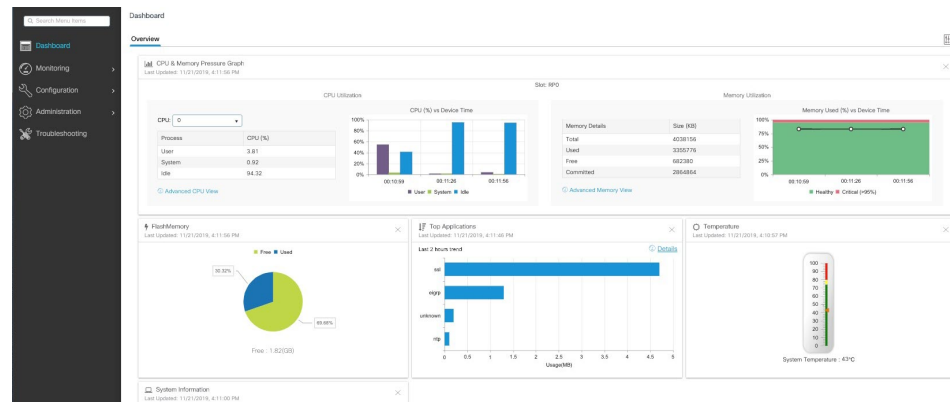 Search Menu Items
Dashboard
Monitoring
Configuration
Administration
Troubleshooting
Dashboard
Overview
CPU & Memory Pressure Graph
Last Updated: 11/21/2019, 4:11:56 PM
Slot: RP0
CPU Utilization
CPU: 0
Process CPU (%)
User 3.81
System 0.92
Idle 94.32
Advanced CPU View
CPU (%) vs Device Time
100%
80%
60%
40%
20%
0%
00:10:59 00:11:26 00:11:56
User System Idle
Memory Utilization
Memory Details Size (KB)
Total 4038156
Used 3355776
Free 682380
Committed 2864864
Advanced Memory View
Memory Used (%) vs Device Time
100%
75%
50%
25%
0%
00:10:59 00:11:26 00:11:56
Healthy Critical (>95%)
FlashMemory
Last Updated: 11/21/2019, 4:11:56 PM
Free Used
30.32%
69.68%
Free : 1.82(GB)
Top Applications
Last Updated: 11/21/2019, 4:11:46 PM
Last 2 hours trend
Details
ssl
eigrp
unknown
ntp
0 0.5 1 1.5 2 2.5 3 3.5 4 4.5 5
Usage(MB)
Temperature
Last Updated: 11/21/2019, 4:10:57 PM
100
90
80
70
60
50
40
30
20
10
0
System Temperature : 43°C
System Information
Last Updated: 11/21/2019, 4:11:00 PM